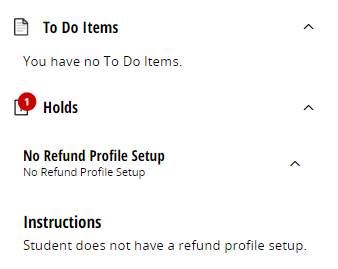 To Do Items
You have no To Do Items.
1
Holds
No Refund Profile Setup
No Refund Profile Setup
Instructions
Student does not have a refund profile setup.